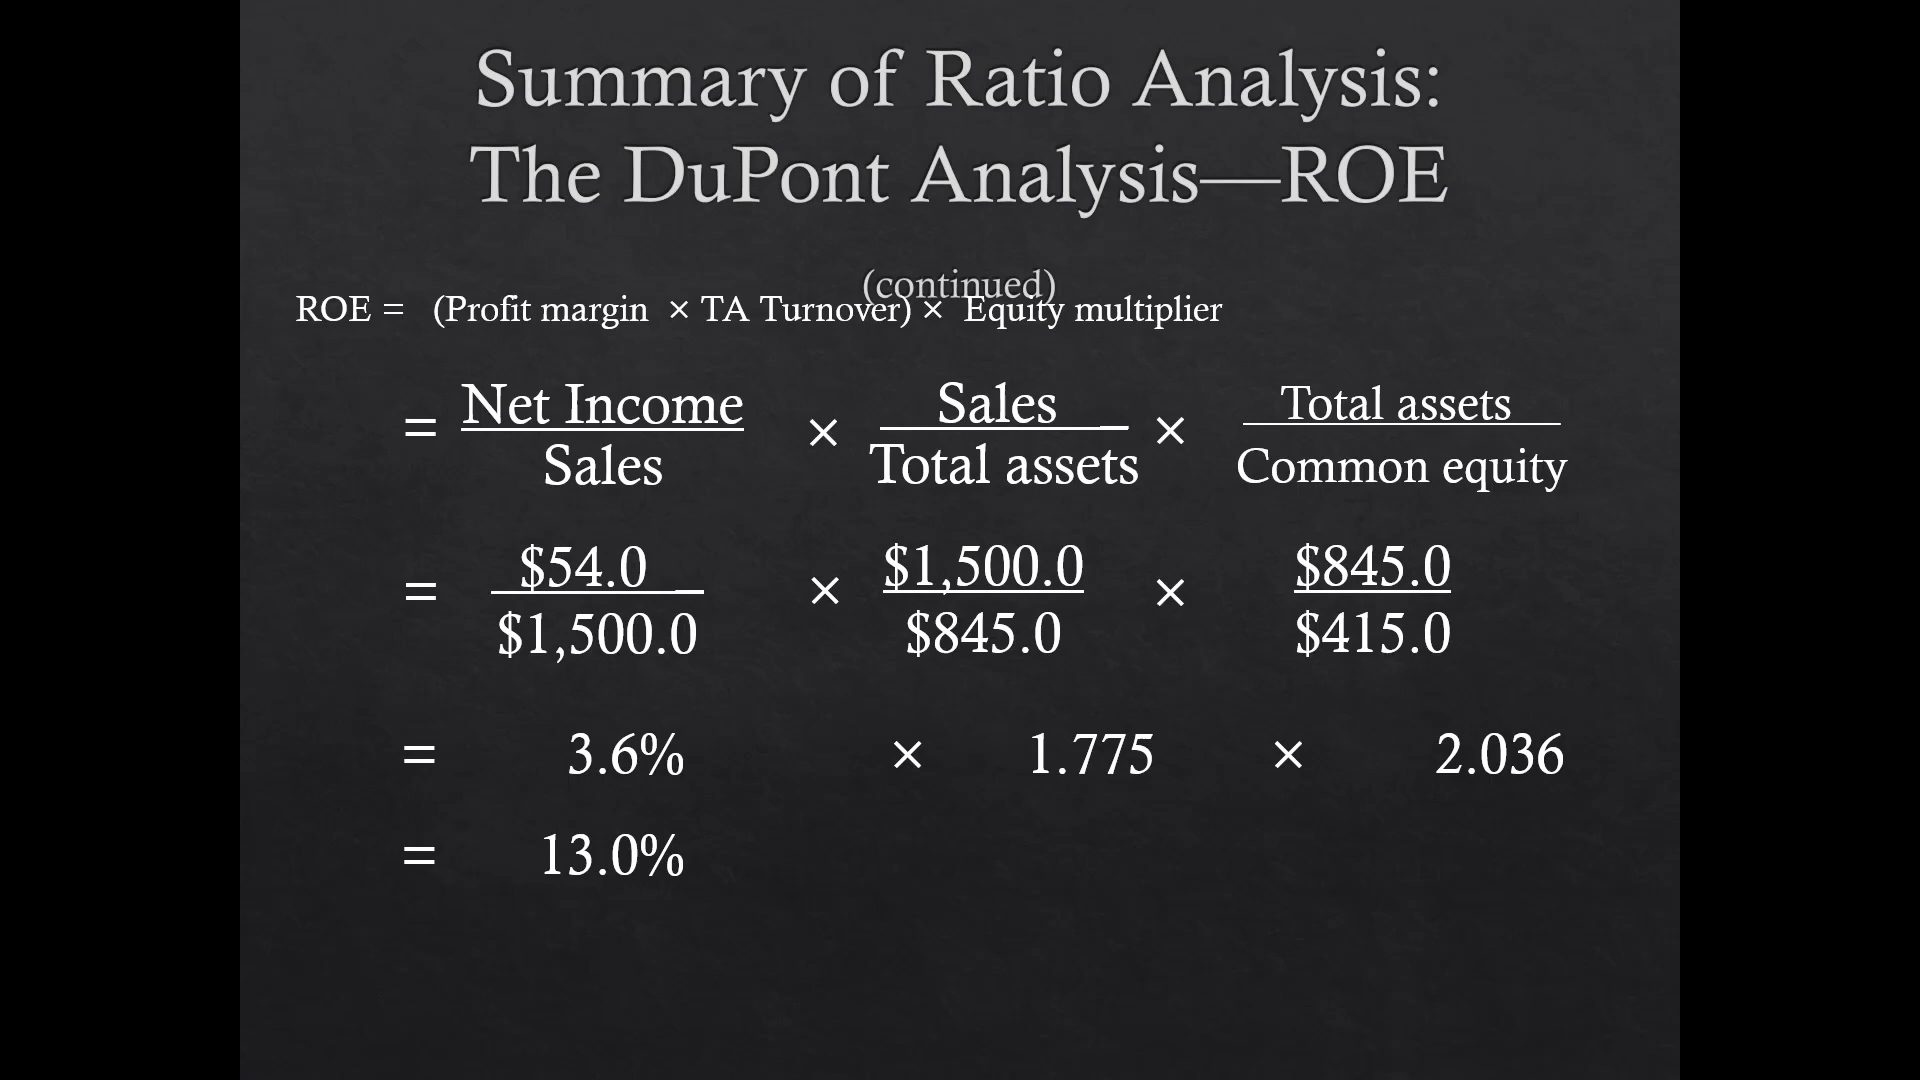 Summary of Ratio Analysis:
The DuPont Analysis—ROE
(continued)
ROE = (Profit margin × TA Turnover) × Equity multiplier
= Net Income × Sales _ × Total assets
Sales Total assets Common equity
= $54.0 _ × $1,500.0 × $845.0
$1,500.0 $845.0 $415.0
= 3.6% × 1.775 × 2.036
= 13.0%